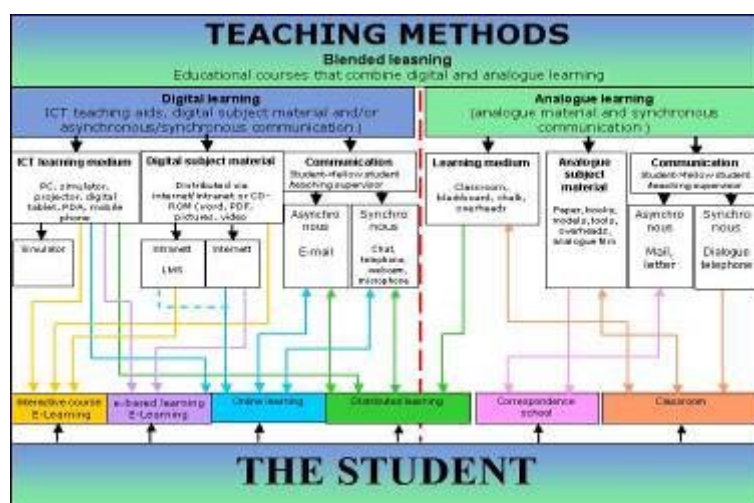 TEACHING METHODS
Blended leasning
Educational courses that combine digital and analogue learning
Digital learning
ICT teaching aids, digital subject material and/or
asynchronous/synchronous communication )
Analogue learning
(analogue material and synchronous
communication )
ICT learning medium
PC, simulator,
projector, digital
tablet, PDA, mobile
phone
Digital subject material
Distributed via
internet/intranet or CD-
ROM (word, PDF,
pictures, video
Communication
Student->Fellow student
/teaching supervisor
Learning medium
Classroom,
blackboard, chalk,
overheads
Analogue
subject
material
Paper, books,
models, tools,
overheads,
analogue film
Communication
Student->Fellow student
/teaching supervisor
Simulator
Intranett
LMS
Internett
Asynchro
nous
E-mail
Synchro
nous
Chat,
telephone,
webcam,
microphone
Asynchro
nous
Mail,
letter
Synchro
nous
Dialogue
telephone
Interactive course
E-Learning
e-based learning
E-Learning
Online learning
Distributed learning
Correspondence
school
Classroom
THE STUDENT